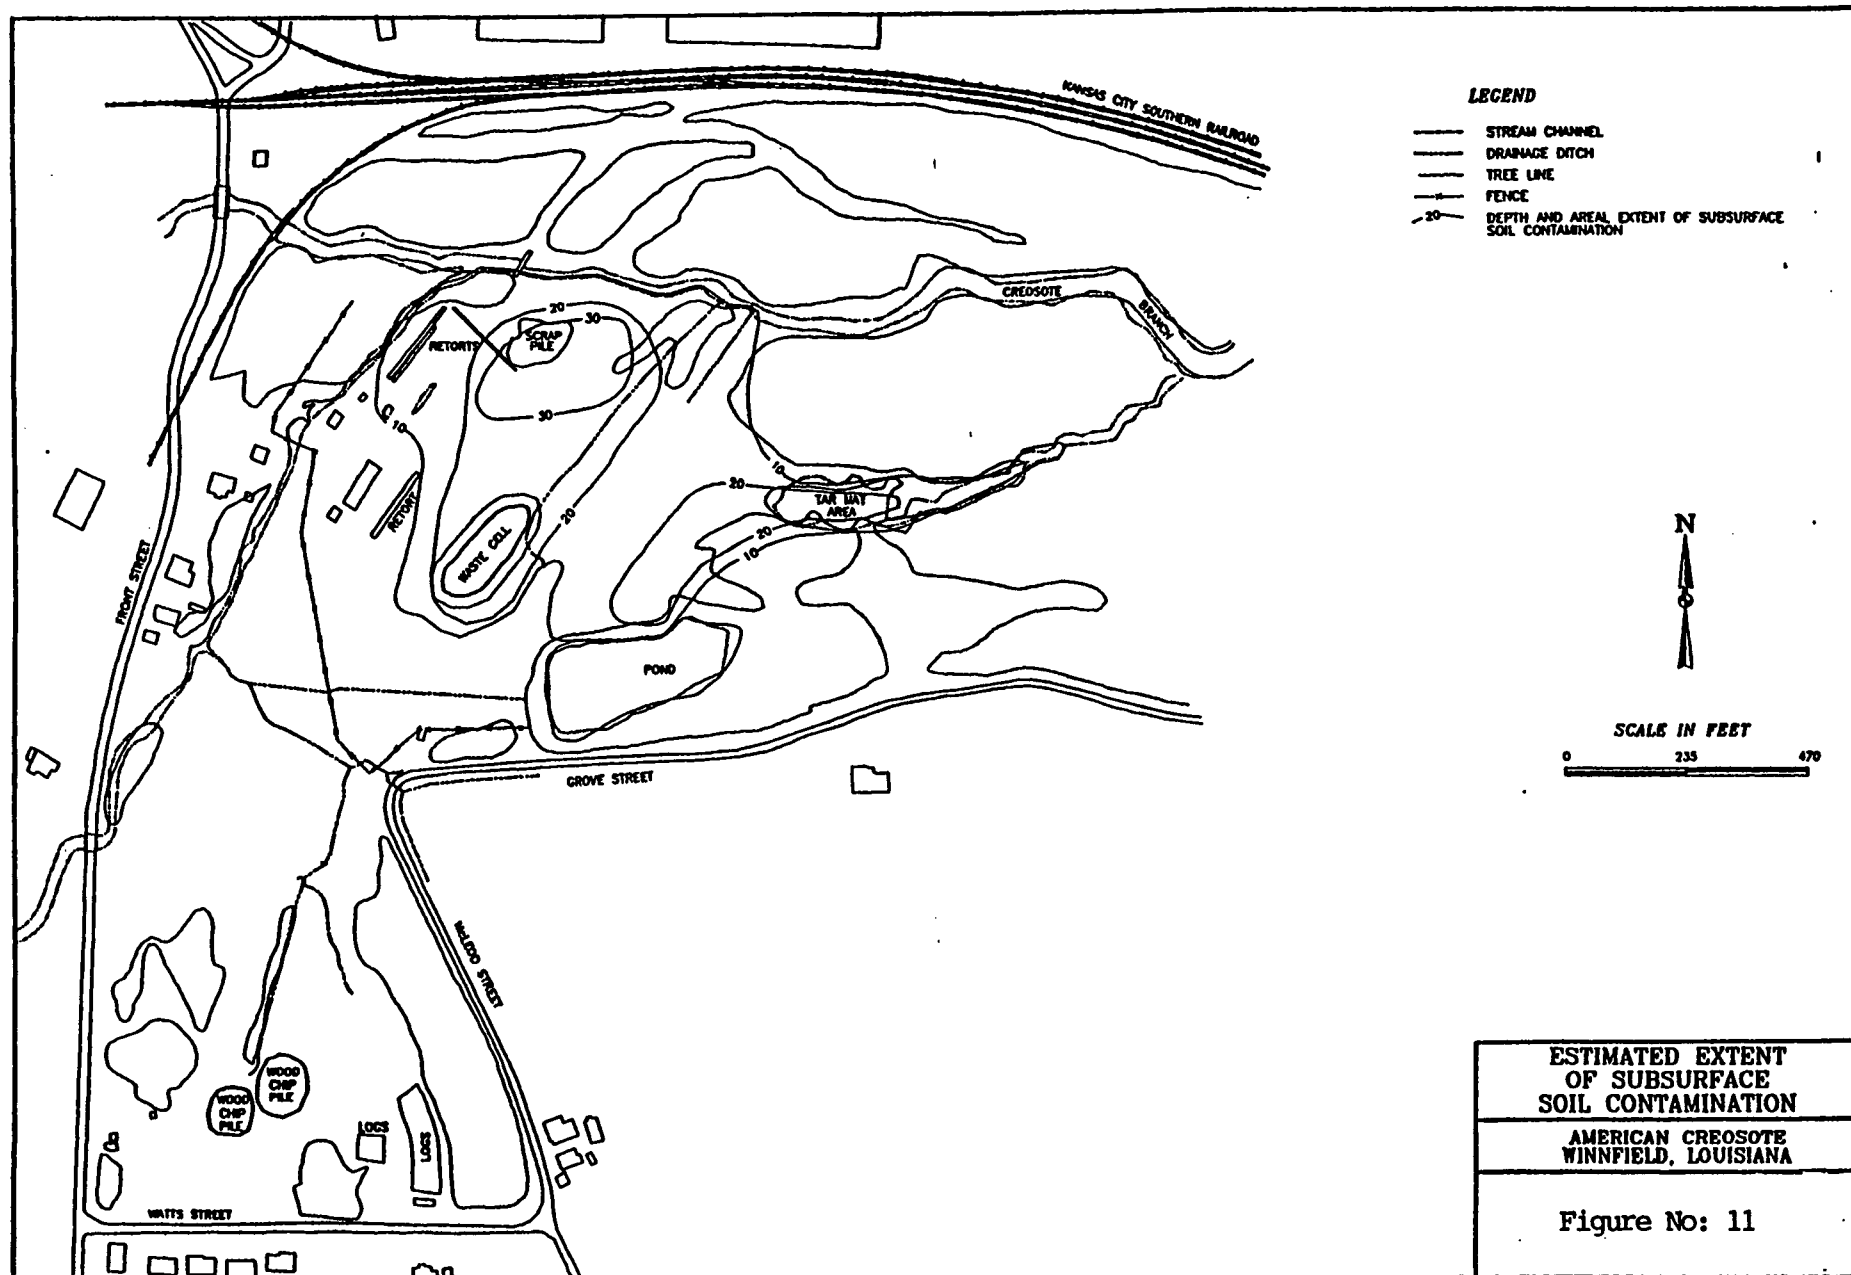 KANSAS CITY SOUTHERN RAILROAD
LEGEND
STREAM CHANNEL
DRAINAGE DITCH
TREE LINE
FENCE
20
DEPTH AND AREAL EXTENT OF SUBSURFACE
SOIL CONTAMINATION
CREOSOTE
BRANCH
20
30
SCRAP
PILE
RETORTS
30
10
10
20
TAR MAT
AREA
RETORT
20
WASTE CELL
20
10
N
FRONT STREET
POND
SCALE IN FEET
0 235 470
GROVE STREET
McLEOD STREET
WOOD
CHIP
PILE
WOOD
CHIP
PILE
LOGS
LOGS
WATTS STREET
ESTIMATED EXTENT
OF SUBSURFACE
SOIL CONTAMINATION
AMERICAN CREOSOTE
WINNFIELD, LOUISIANA
Figure No: 11